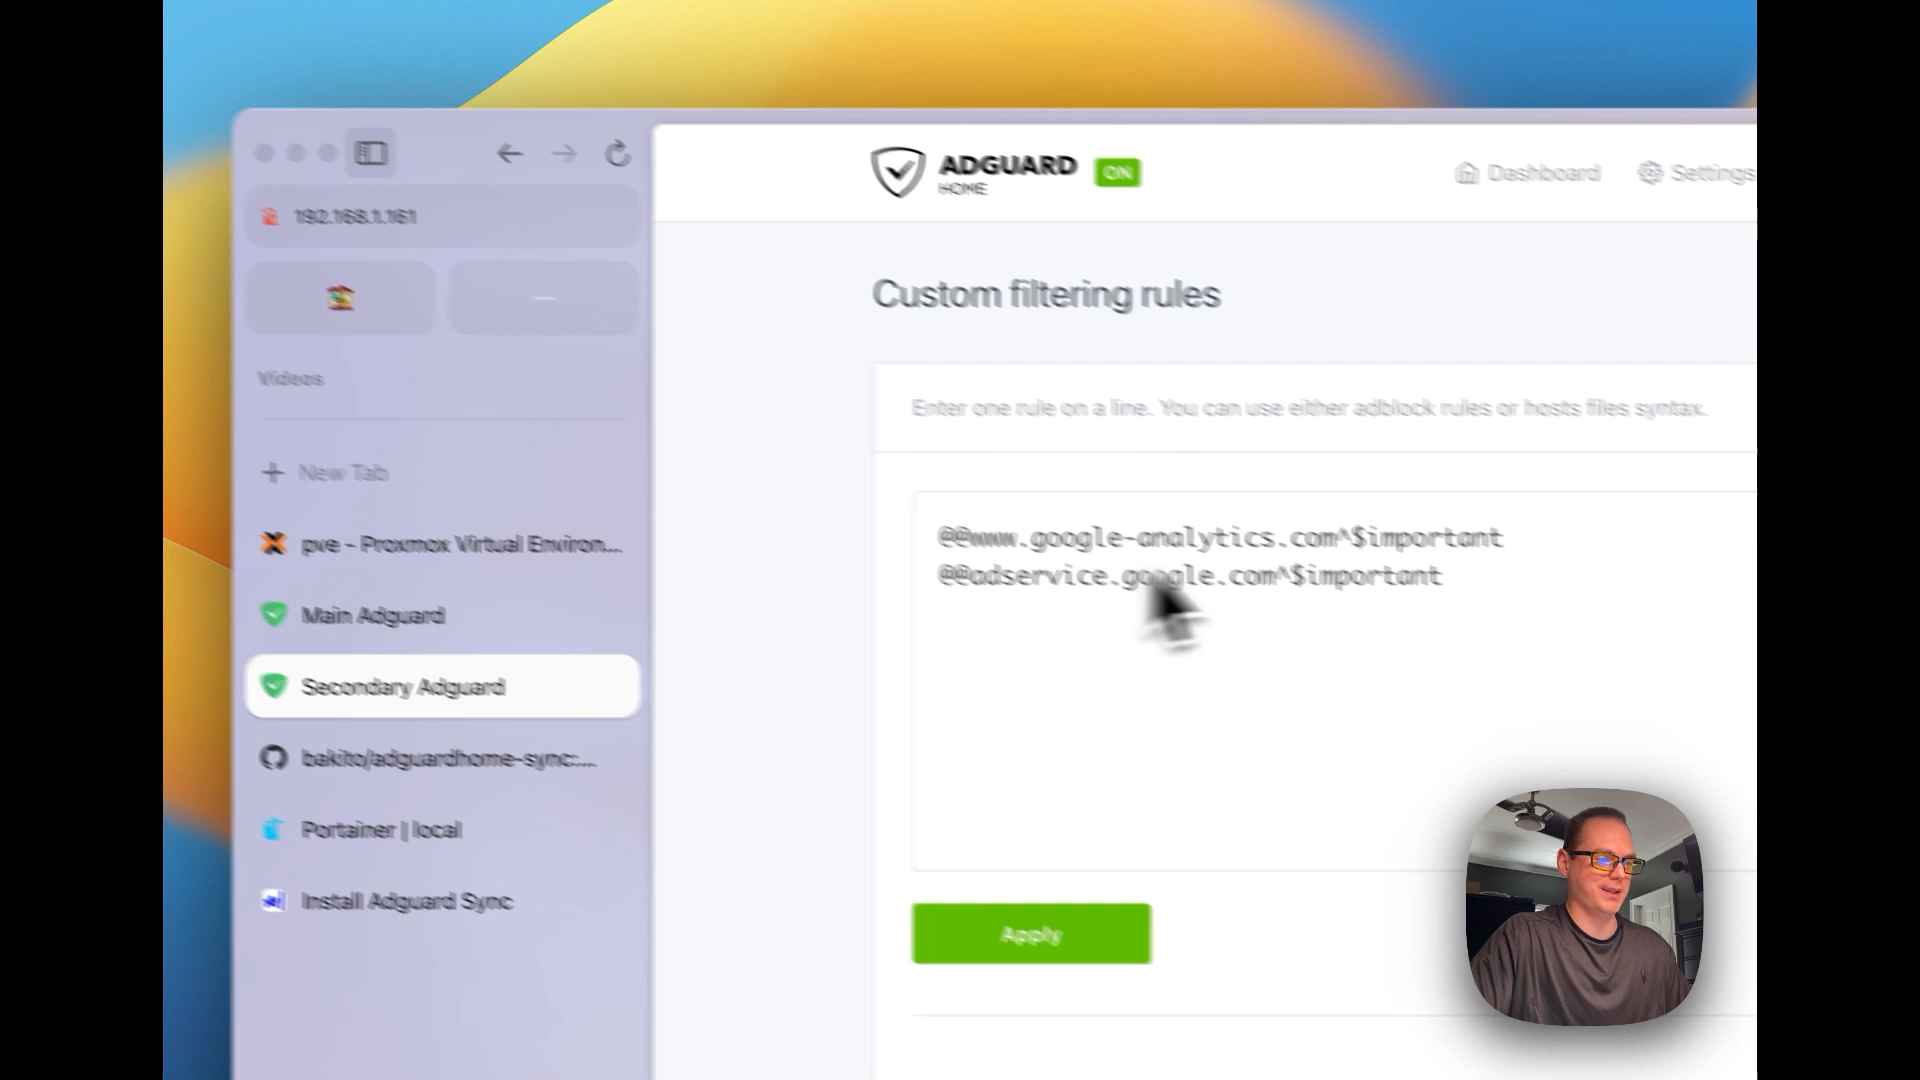 192.168.1.161
Videos
New Tab
pve - Proxmox Virtual Environ...
Main Adguard
Secondary Adguard
bakito/adguardhome-sync:...
Portainer | local
Install Adguard Sync
ADGUARD
HOME
ON
Dashboard
Settings
Custom filtering rules
Enter one rule on a line. You can use either adblock rules or hosts files syntax.
@@www.google-analytics.com^$important
@@adservice.google.com^$important
Apply